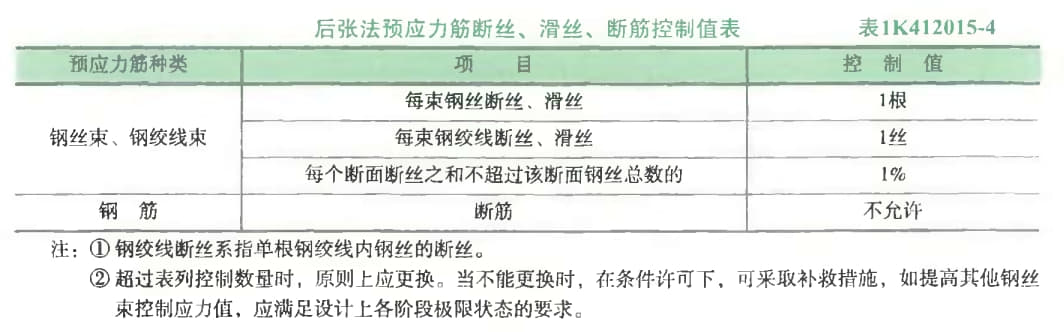 后张法预应力筋断丝、滑丝、断筋控制值表 表1K412015-4
预应力筋种类 项 目 控 制 值
每束钢丝断丝、滑丝 1根
钢丝束、钢绞线束 每束钢绞线断丝、滑丝 1丝
每个断面断丝之和不超过该断面钢丝总数的 1%
钢 筋 断筋 不允许
注：①钢绞线断丝系指单根钢绞线内钢丝的断丝。
②超过表列控制数量时，原则上应更换。当不能更换时，在条件许可下，可采取补救措施，如提高其他钢丝
束控制应力值，应满足设计上各阶段极限状态的要求。